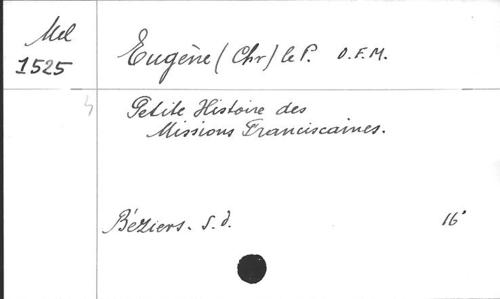 Mel
1525
Eugène (Chr) le P. O.F.M.
Petite Histoire des
Missions Franciscaines.
Béziers. s.d.
16°